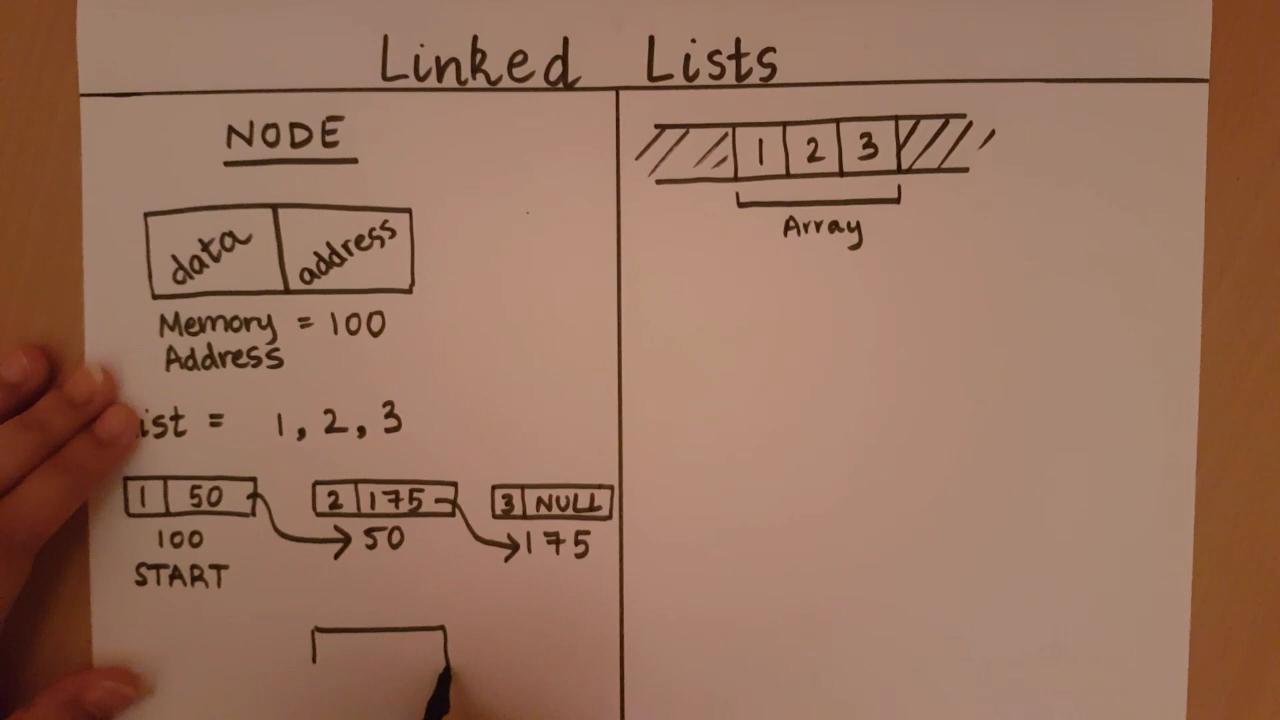 Linked Lists
NODE
data address
Memory = 100
Address
ist = 1, 2, 3
1 50 2 175 3 NULL
100 50 175
START
1 2 3
Array